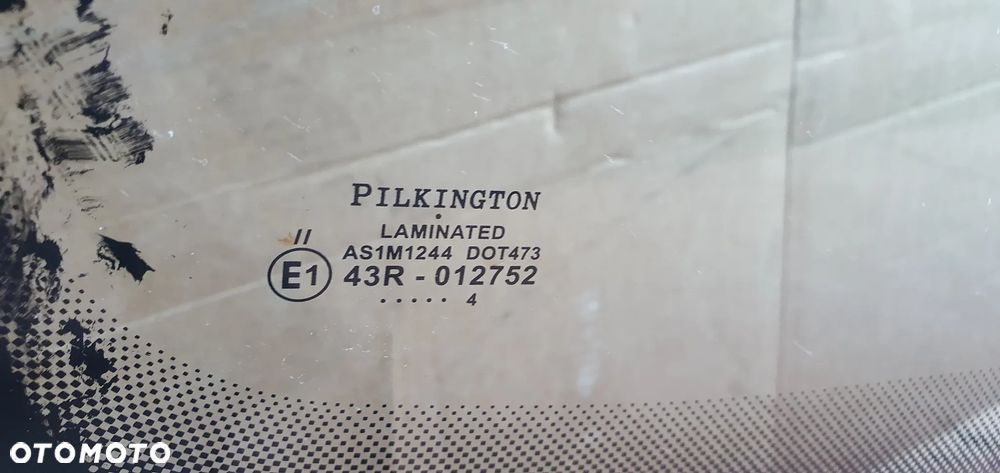 PILKINGTON
.
//
LAMINATED
AS1M1244 DOT473
E1 43R - 012752
..... 4
OTOMOTO